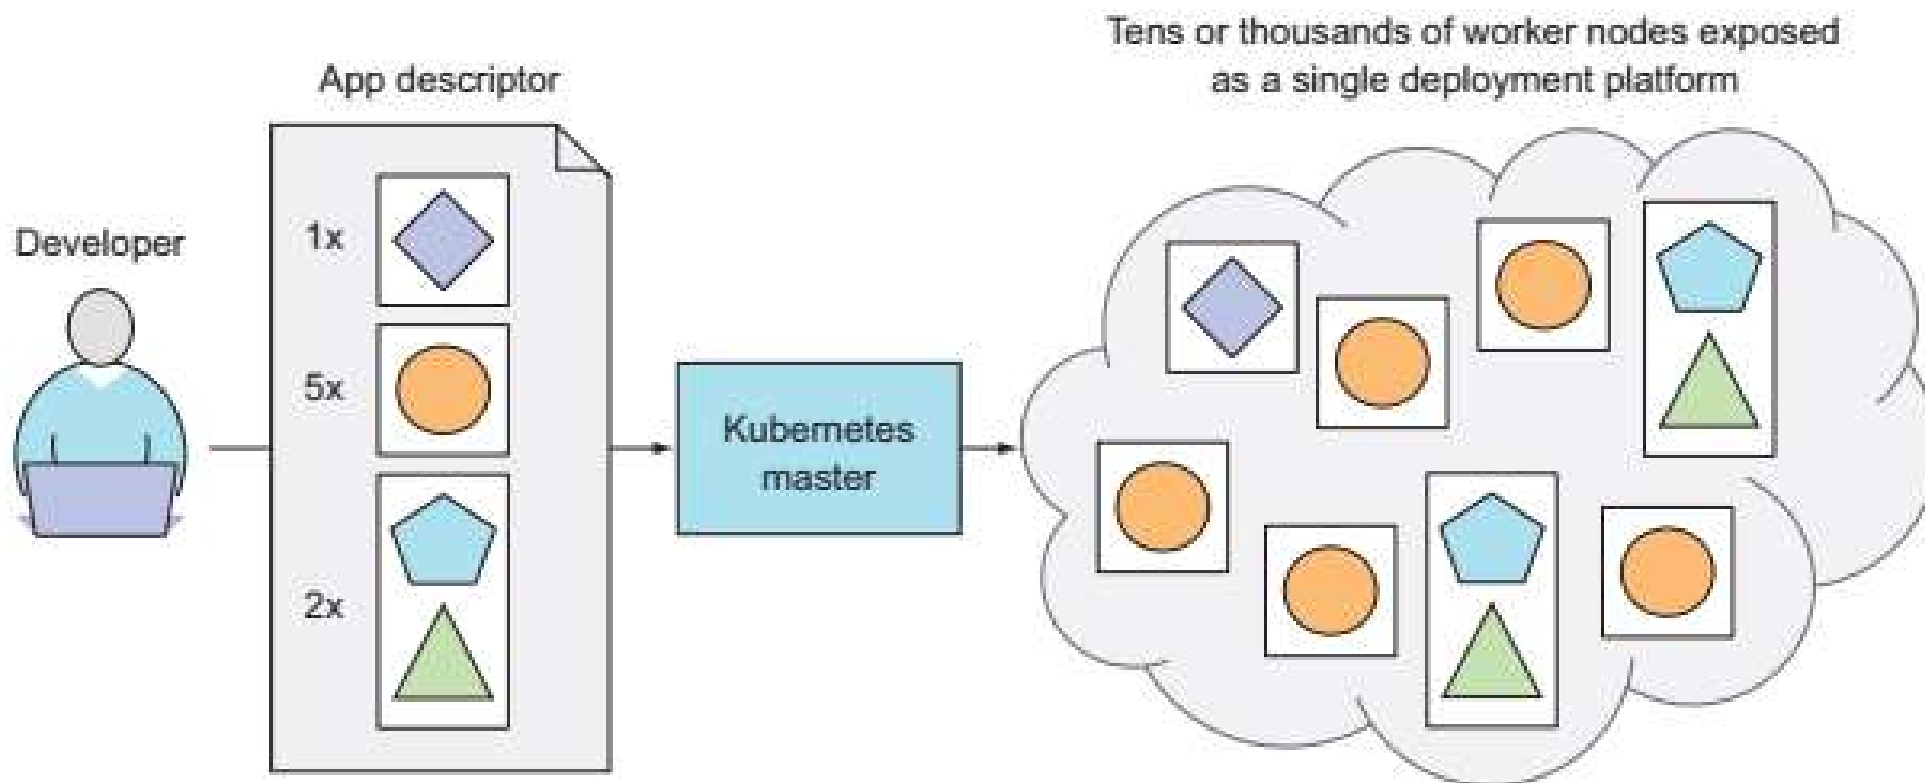 Tens or thousands of worker nodes exposed
as a single deployment platform
App descriptor
Developer
1x
5x
Kubernetes
master
2x